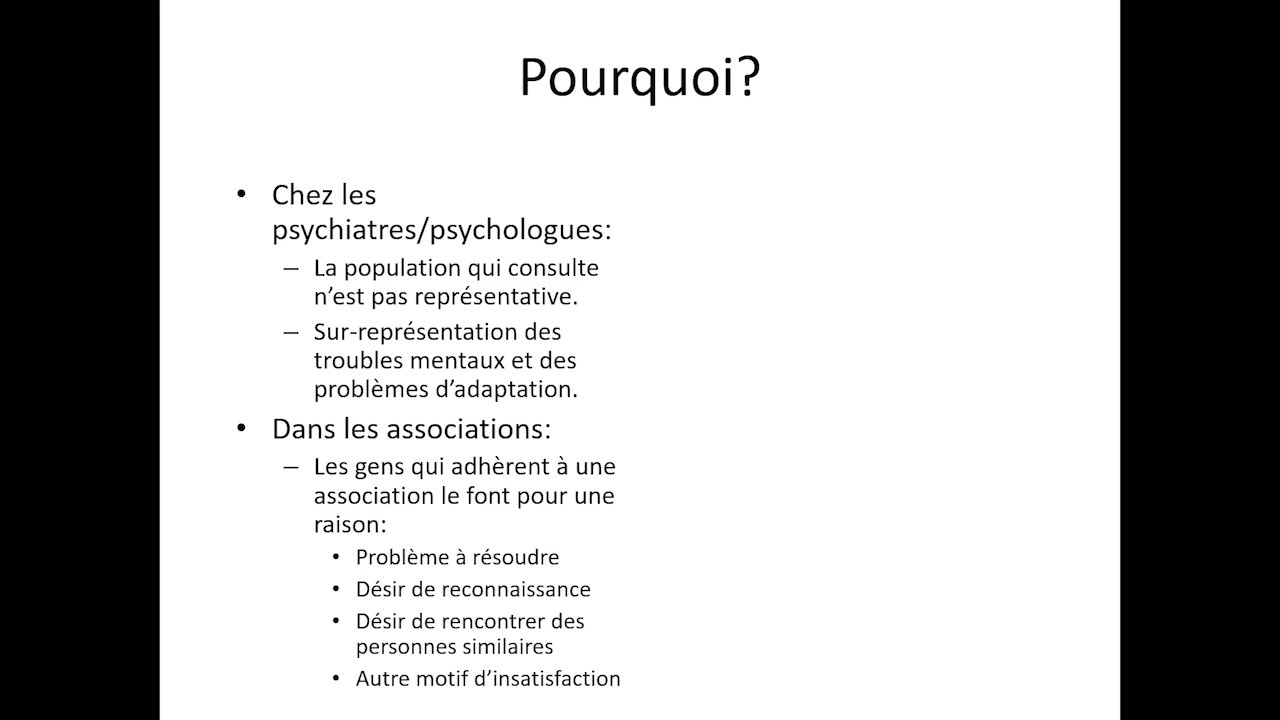 Pourquoi?
• Chez les
psychiatres/psychologues:
– La population qui consulte
n’est pas représentative.
– Sur-représentation des
troubles mentaux et des
problèmes d’adaptation.
• Dans les associations:
– Les gens qui adhèrent à une
association le font pour une
raison:
• Problème à résoudre
• Désir de reconnaissance
• Désir de rencontrer des
personnes similaires
• Autre motif d’insatisfaction